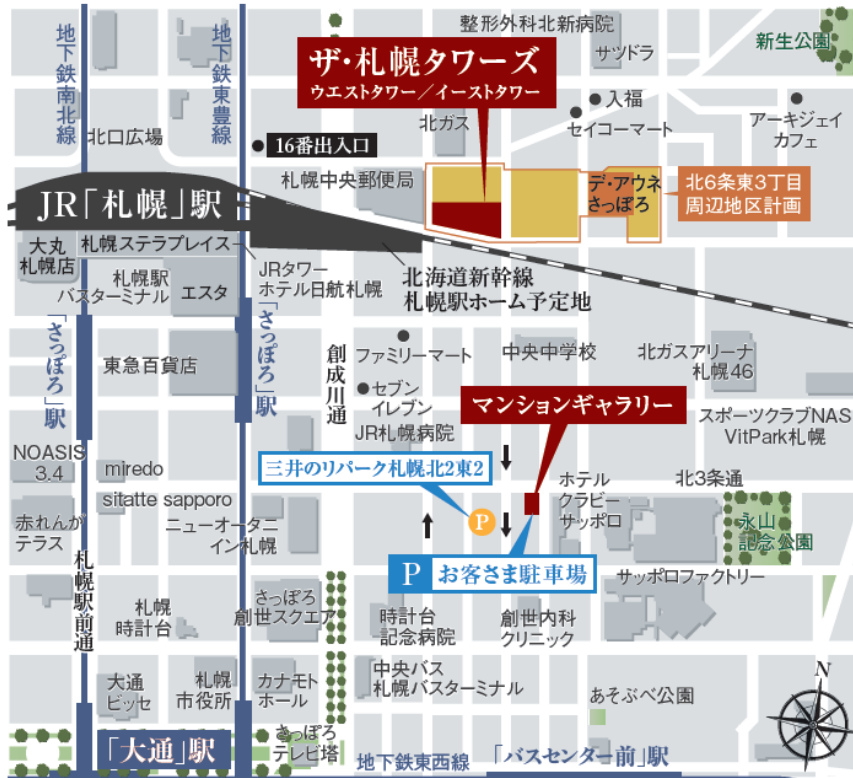 整形外科北新病院
サツドラ
新生公園
地下鉄南北線
地下鉄東豊線
ザ・札幌タワーズ
ウエストタワー／イーストタワー
入福
セイコーマート
アーキジェイ
カフェ
北口広場
16番出入口
北ガス
札幌中央郵便局
デ・アウネ
さっぽろ
北6条東3丁目
周辺地区計画
JR「札幌」駅
大丸
札幌店
札幌ステラプレイス
JRタワー
ホテル日航札幌
北海道新幹線
札幌駅ホーム予定地
札幌駅
バスターミナル
エスタ
「さっぽろ」駅
「さっぽろ」駅
東急百貨店
創成川通
ファミリーマート
中央中学校
北ガスアリーナ
札幌46
セブン
イレブン
マンションギャラリー
JR札幌病院
スポーツクラブNAS
VitPark札幌
NOASIS
3.4
miredo
三井のリパーク札幌北2東2
ホテル
クラビー
サッポロ
北3条通
sitatte sapporo
赤れんが
テラス
ニューオータニ
イン札幌
P
永山
記念公園
P お客さま駐車場
サッポロファクトリー
札幌駅前通
札幌
時計台
さっぽろ
創世スクエア
時計台
記念病院
創世内科
クリニック
大通
ビッセ
札幌
市役所
カナモト
ホール
中央バス
札幌バスターミナル
あそぶべ公園
N
「大通」駅
さっぽろ
テレビ塔
地下鉄東西線
「バスセンター前」駅